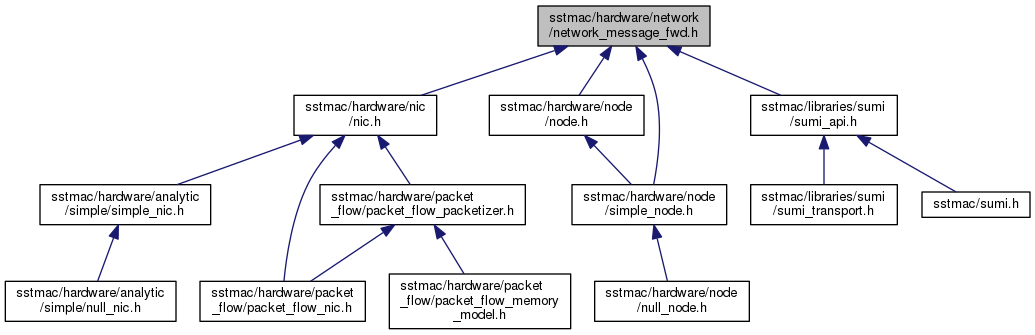 sstmac/hardware/network
/network_message_fwd.h
sstmac/hardware/nic
/nic.h
sstmac/hardware/node
/node.h
sstmac/libraries/sumi
/sumi_api.h
sstmac/hardware/analytic
/simple/simple_nic.h
sstmac/hardware/packet
_flow/packet_flow_packetizer.h
sstmac/hardware/node
/simple_node.h
sstmac/libraries/sumi
/sumi_transport.h
sstmac/sumi.h
sstmac/hardware/analytic
/simple/null_nic.h
sstmac/hardware/packet
_flow/packet_flow_nic.h
sstmac/hardware/packet
_flow/packet_flow_memory
_model.h
sstmac/hardware/node
/null_node.h